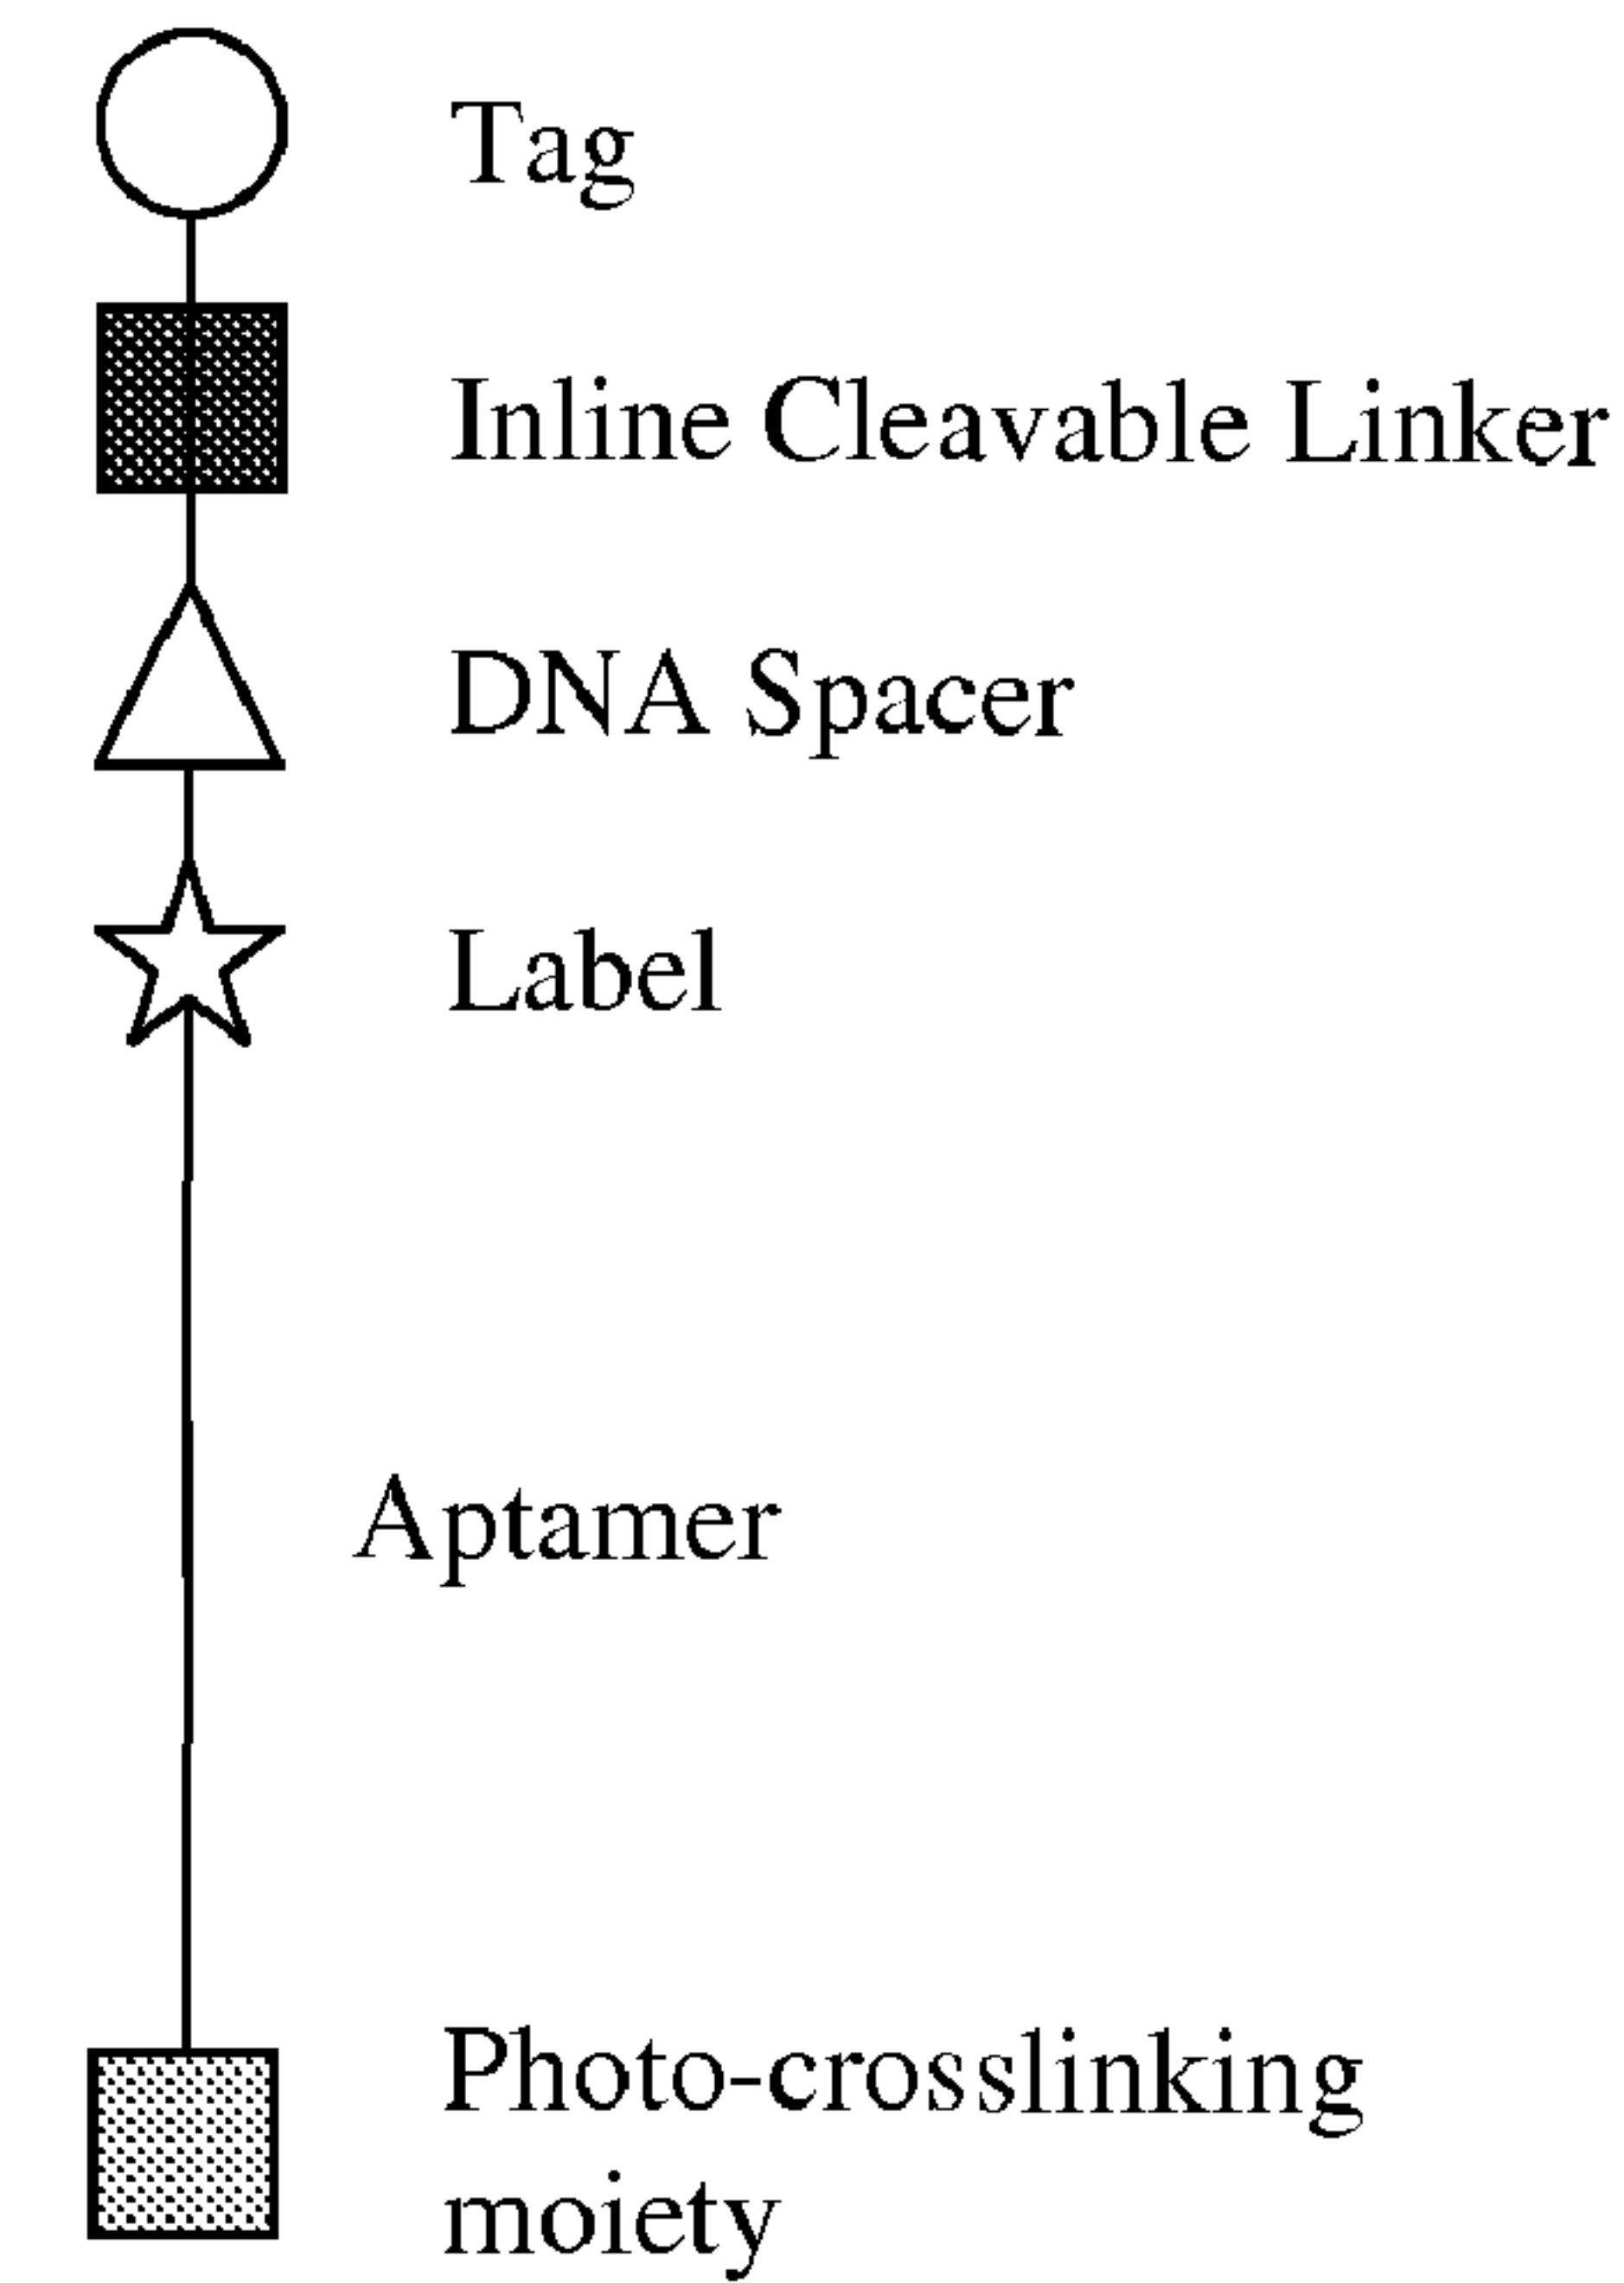 Tag
Inline Cleavable Linker
DNA Spacer
Label
Aptamer
Photo-crosslinking
moiety